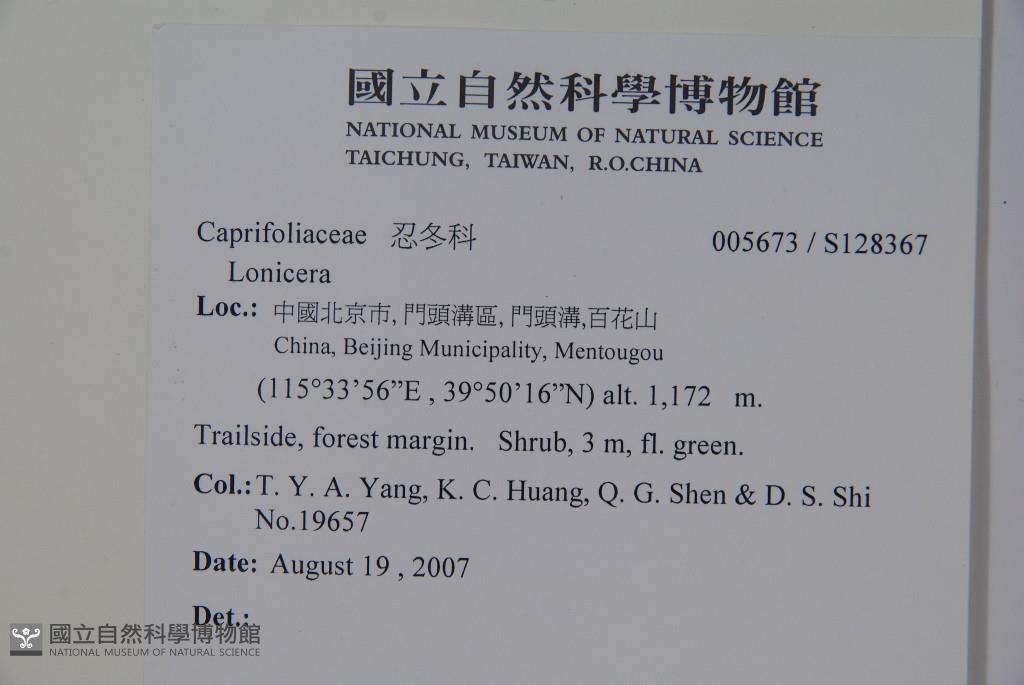 國立自然科學博物館
NATIONAL MUSEUM OF NATURAL SCIENCE
TAICHUNG, TAIWAN, R.O.CHINA
Caprifoliaceae 忍冬科 005673 / S128367
Lonicera
Loc.: 中國北京市, 門頭溝區, 門頭溝,百花山
China, Beijing Municipality, Mentougou
(115°33’56”E , 39°50’16”N) alt. 1,172 m.
Trailside, forest margin. Shrub, 3 m, fl. green.
Col.: T. Y. A. Yang, K. C. Huang, Q. G. Shen & D. S. Shi
No.19657
Date: August 19 , 2007
Det.:
國立自然科學博物館
NATIONAL MUSEUM OF NATURAL SCIENCE